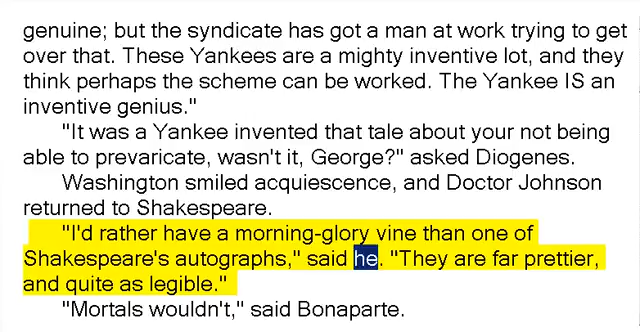 genuine; but the syndicate has got a man at work trying to get
over that. These Yankees are a mighty inventive lot, and they
think perhaps the scheme can be worked. The Yankee IS an
inventive genius."
"It was a Yankee invented that tale about your not being
able to prevaricate, wasn't it, George?" asked Diogenes.
Washington smiled acquiescence, and Doctor Johnson
returned to Shakespeare.
"I'd rather have a morning-glory vine than one of
Shakespeare's autographs," said he. "They are far prettier,
and quite as legible."
"Mortals wouldn't," said Bonaparte.